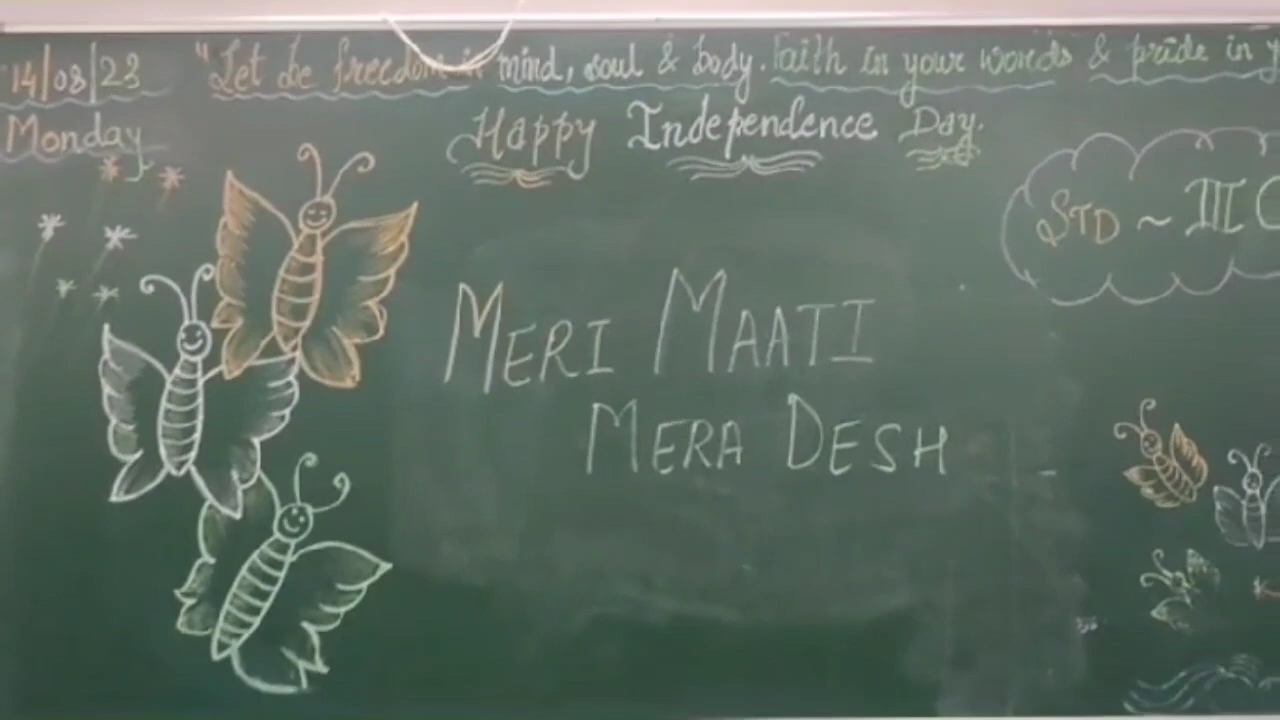 14/08/23 "Let be freedom in mind, soul & body. Faith in your words & pride in
Monday
Happy Independence Day.
STD ~ III C
MERI MAATI
MERA DESH